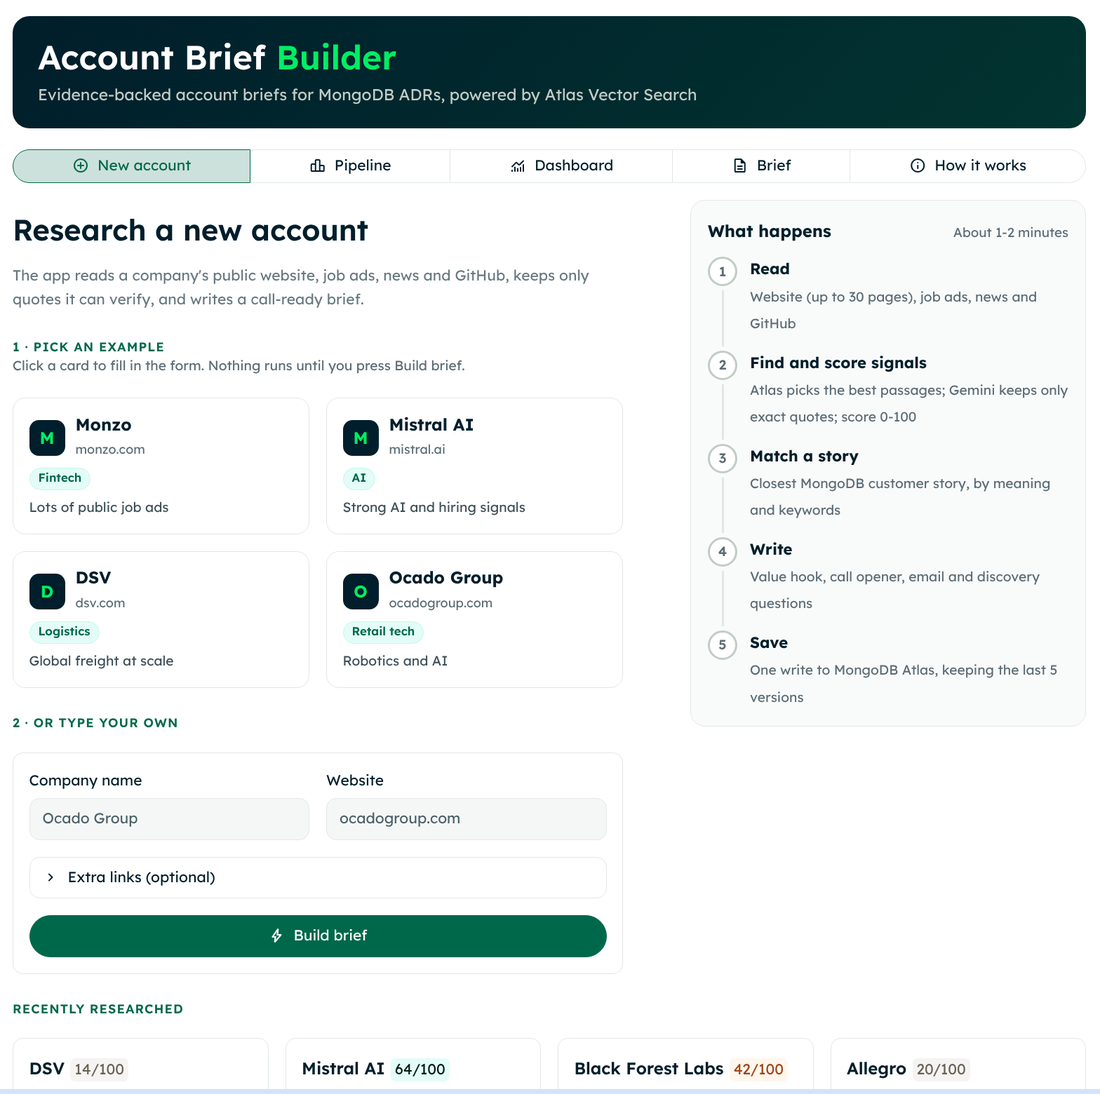 Account Brief Builder
Evidence-backed account briefs for MongoDB ADRs, powered by Atlas Vector Search
New account
Pipeline
Dashboard
Brief
How it works
Research a new account
The app reads a company's public website, job ads, news and GitHub, keeps only
quotes it can verify, and writes a call-ready brief.
1 · PICK AN EXAMPLE
Click a card to fill in the form. Nothing runs until you press Build brief.
M
Monzo
monzo.com
Fintech
Lots of public job ads
M
Mistral AI
mistral.ai
AI
Strong AI and hiring signals
D
DSV
dsv.com
Logistics
Global freight at scale
O
Ocado Group
ocadogroup.com
Retail tech
Robotics and AI
2 · OR TYPE YOUR OWN
Company name
Ocado Group
Website
ocadogroup.com
Extra links (optional)
Build brief
What happens
About 1-2 minutes
1
Read
Website (up to 30 pages), job ads, news and
GitHub
2
Find and score signals
Atlas picks the best passages; Gemini keeps only
exact quotes; score 0-100
3
Match a story
Closest MongoDB customer story, by meaning
and keywords
4
Write
Value hook, call opener, email and discovery
questions
5
Save
One write to MongoDB Atlas, keeping the last 5
versions
RECENTLY RESEARCHED
DSV 14/100
Mistral AI 64/100
Black Forest Labs 42/100
Allegro 20/100